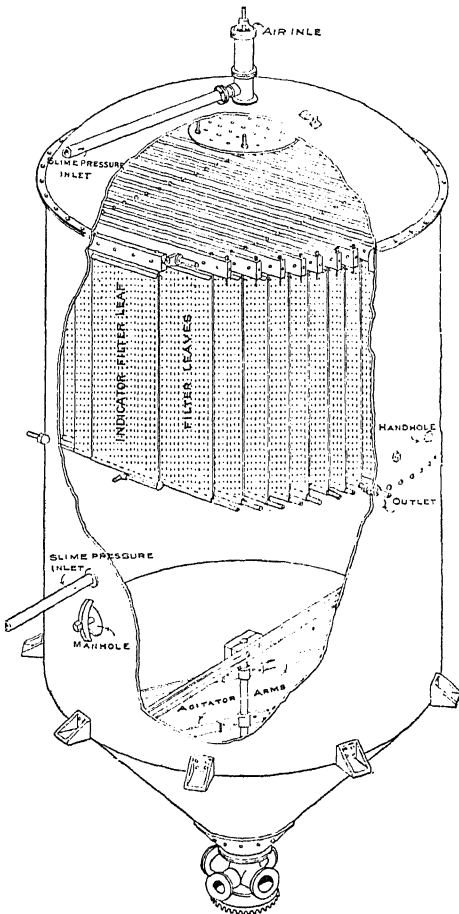 AIR INLE
SLIME PRESSURE
INLET
INDICATOR-FILTER LEAF
FILTER LEAVES
HANDHOLE
OUTLET
SLIME PRESSURE
INLET
MANHOLE
AGITATOR ARMS